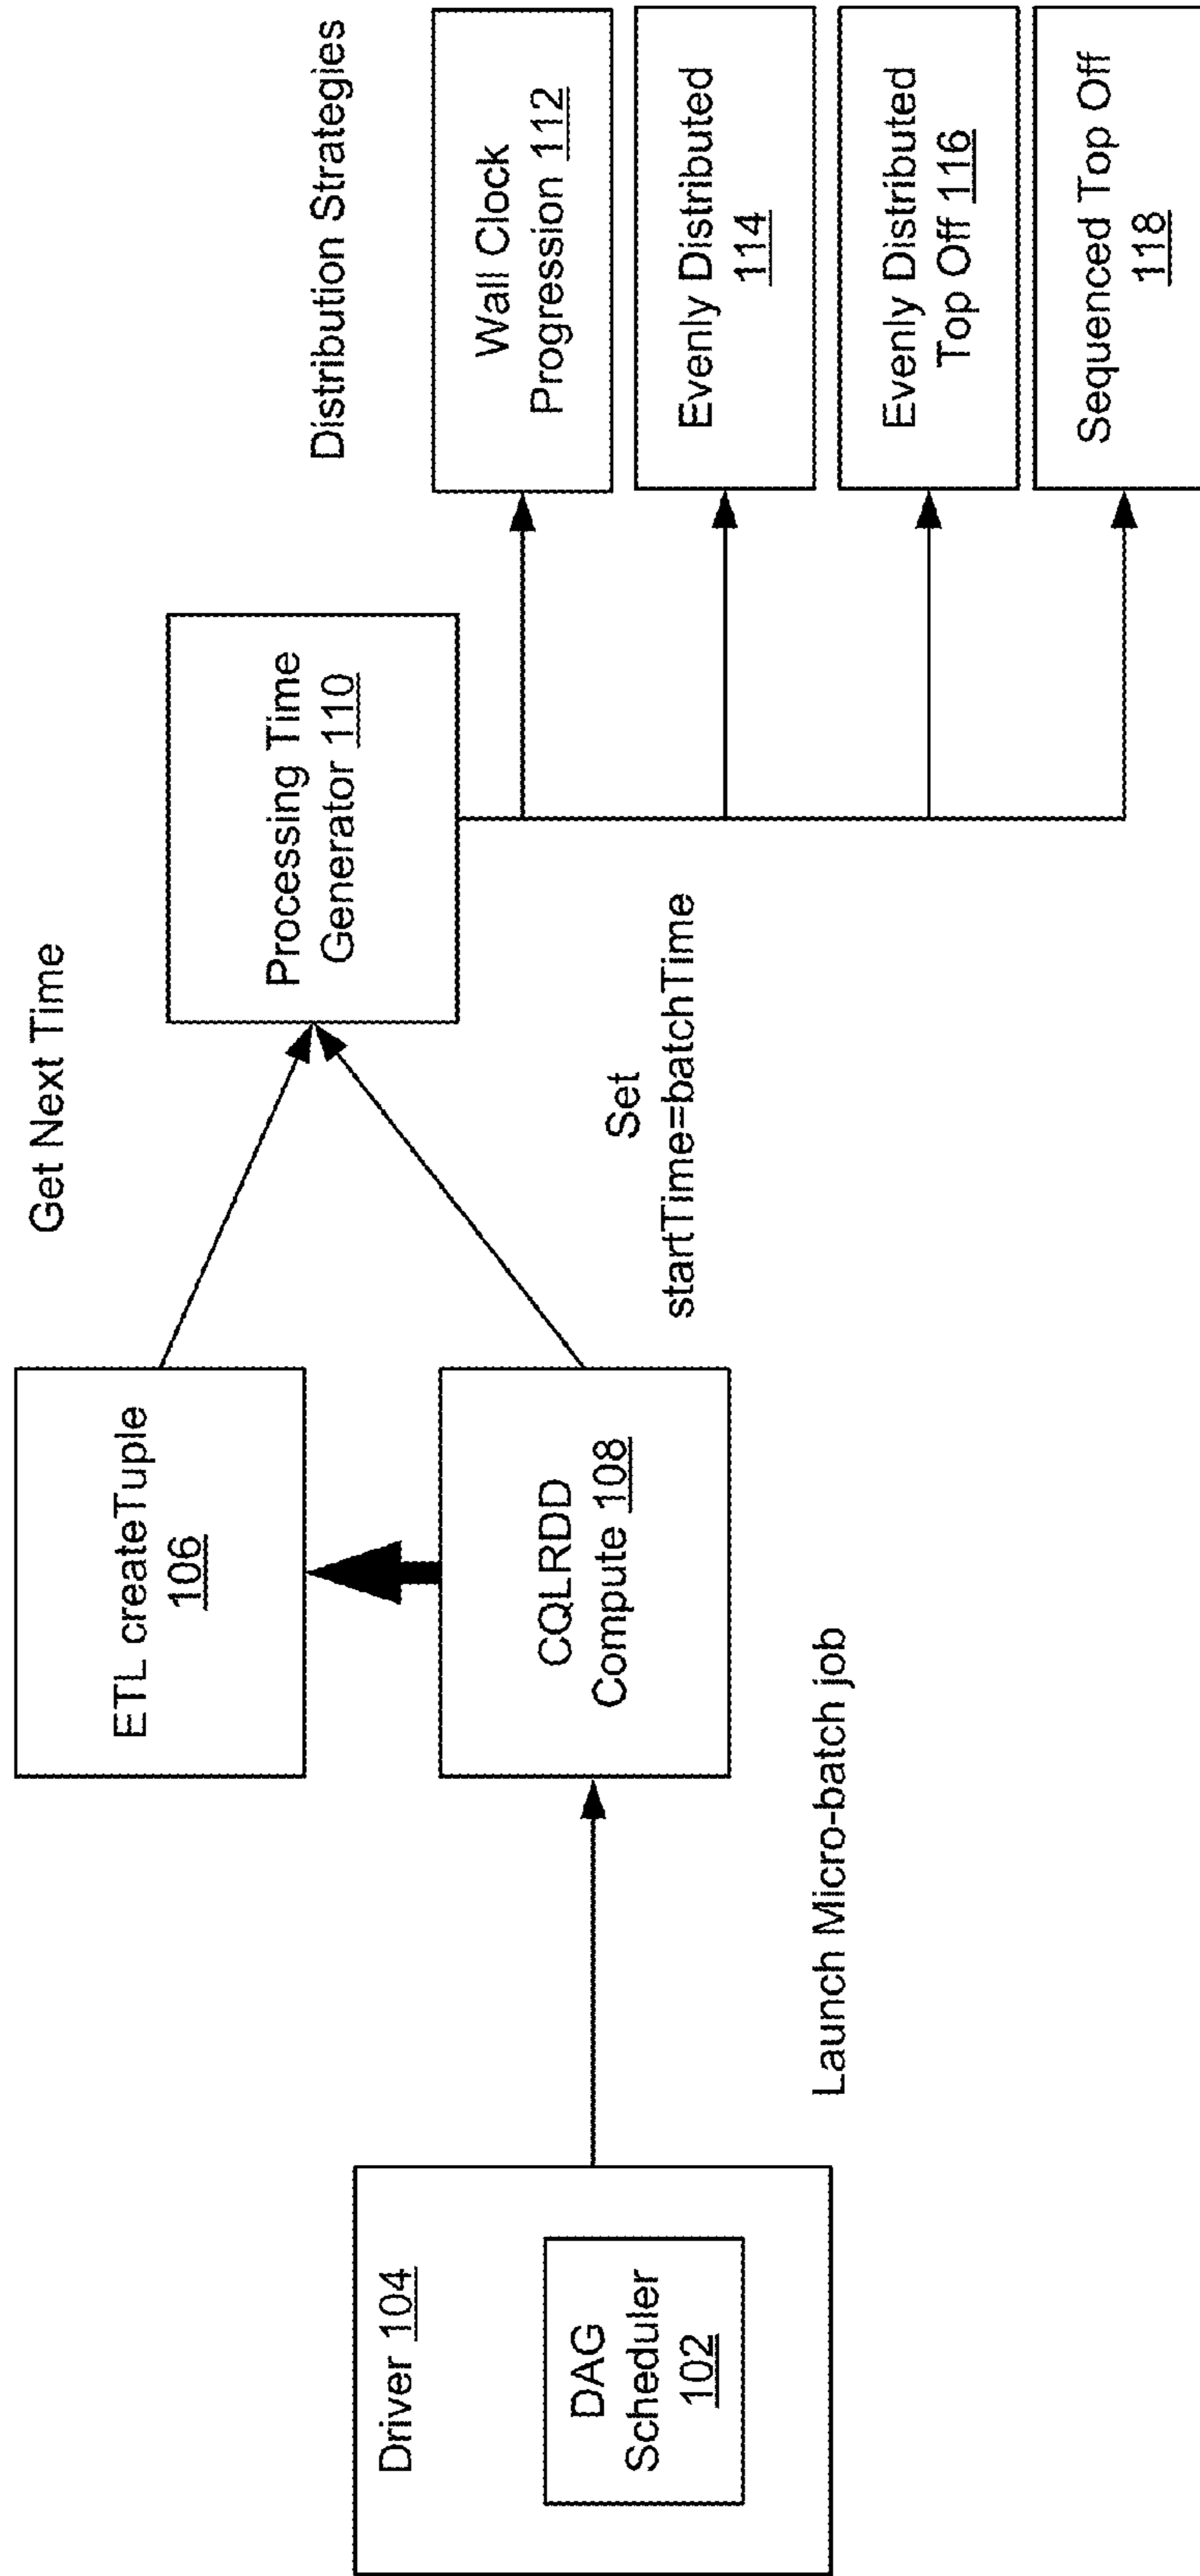 Driver 104
DAG
Scheduler
102
Launch Micro-batch job
ETL createTuple
106
CQLRDD
Compute 108
Get Next Time
Set
startTime=batchTime
Processing Time
Generator 110
Distribution Strategies
Wall Clock
Progression 112
Evenly Distributed
114
Evenly Distributed
Top Off 116
Sequenced Top Off
118